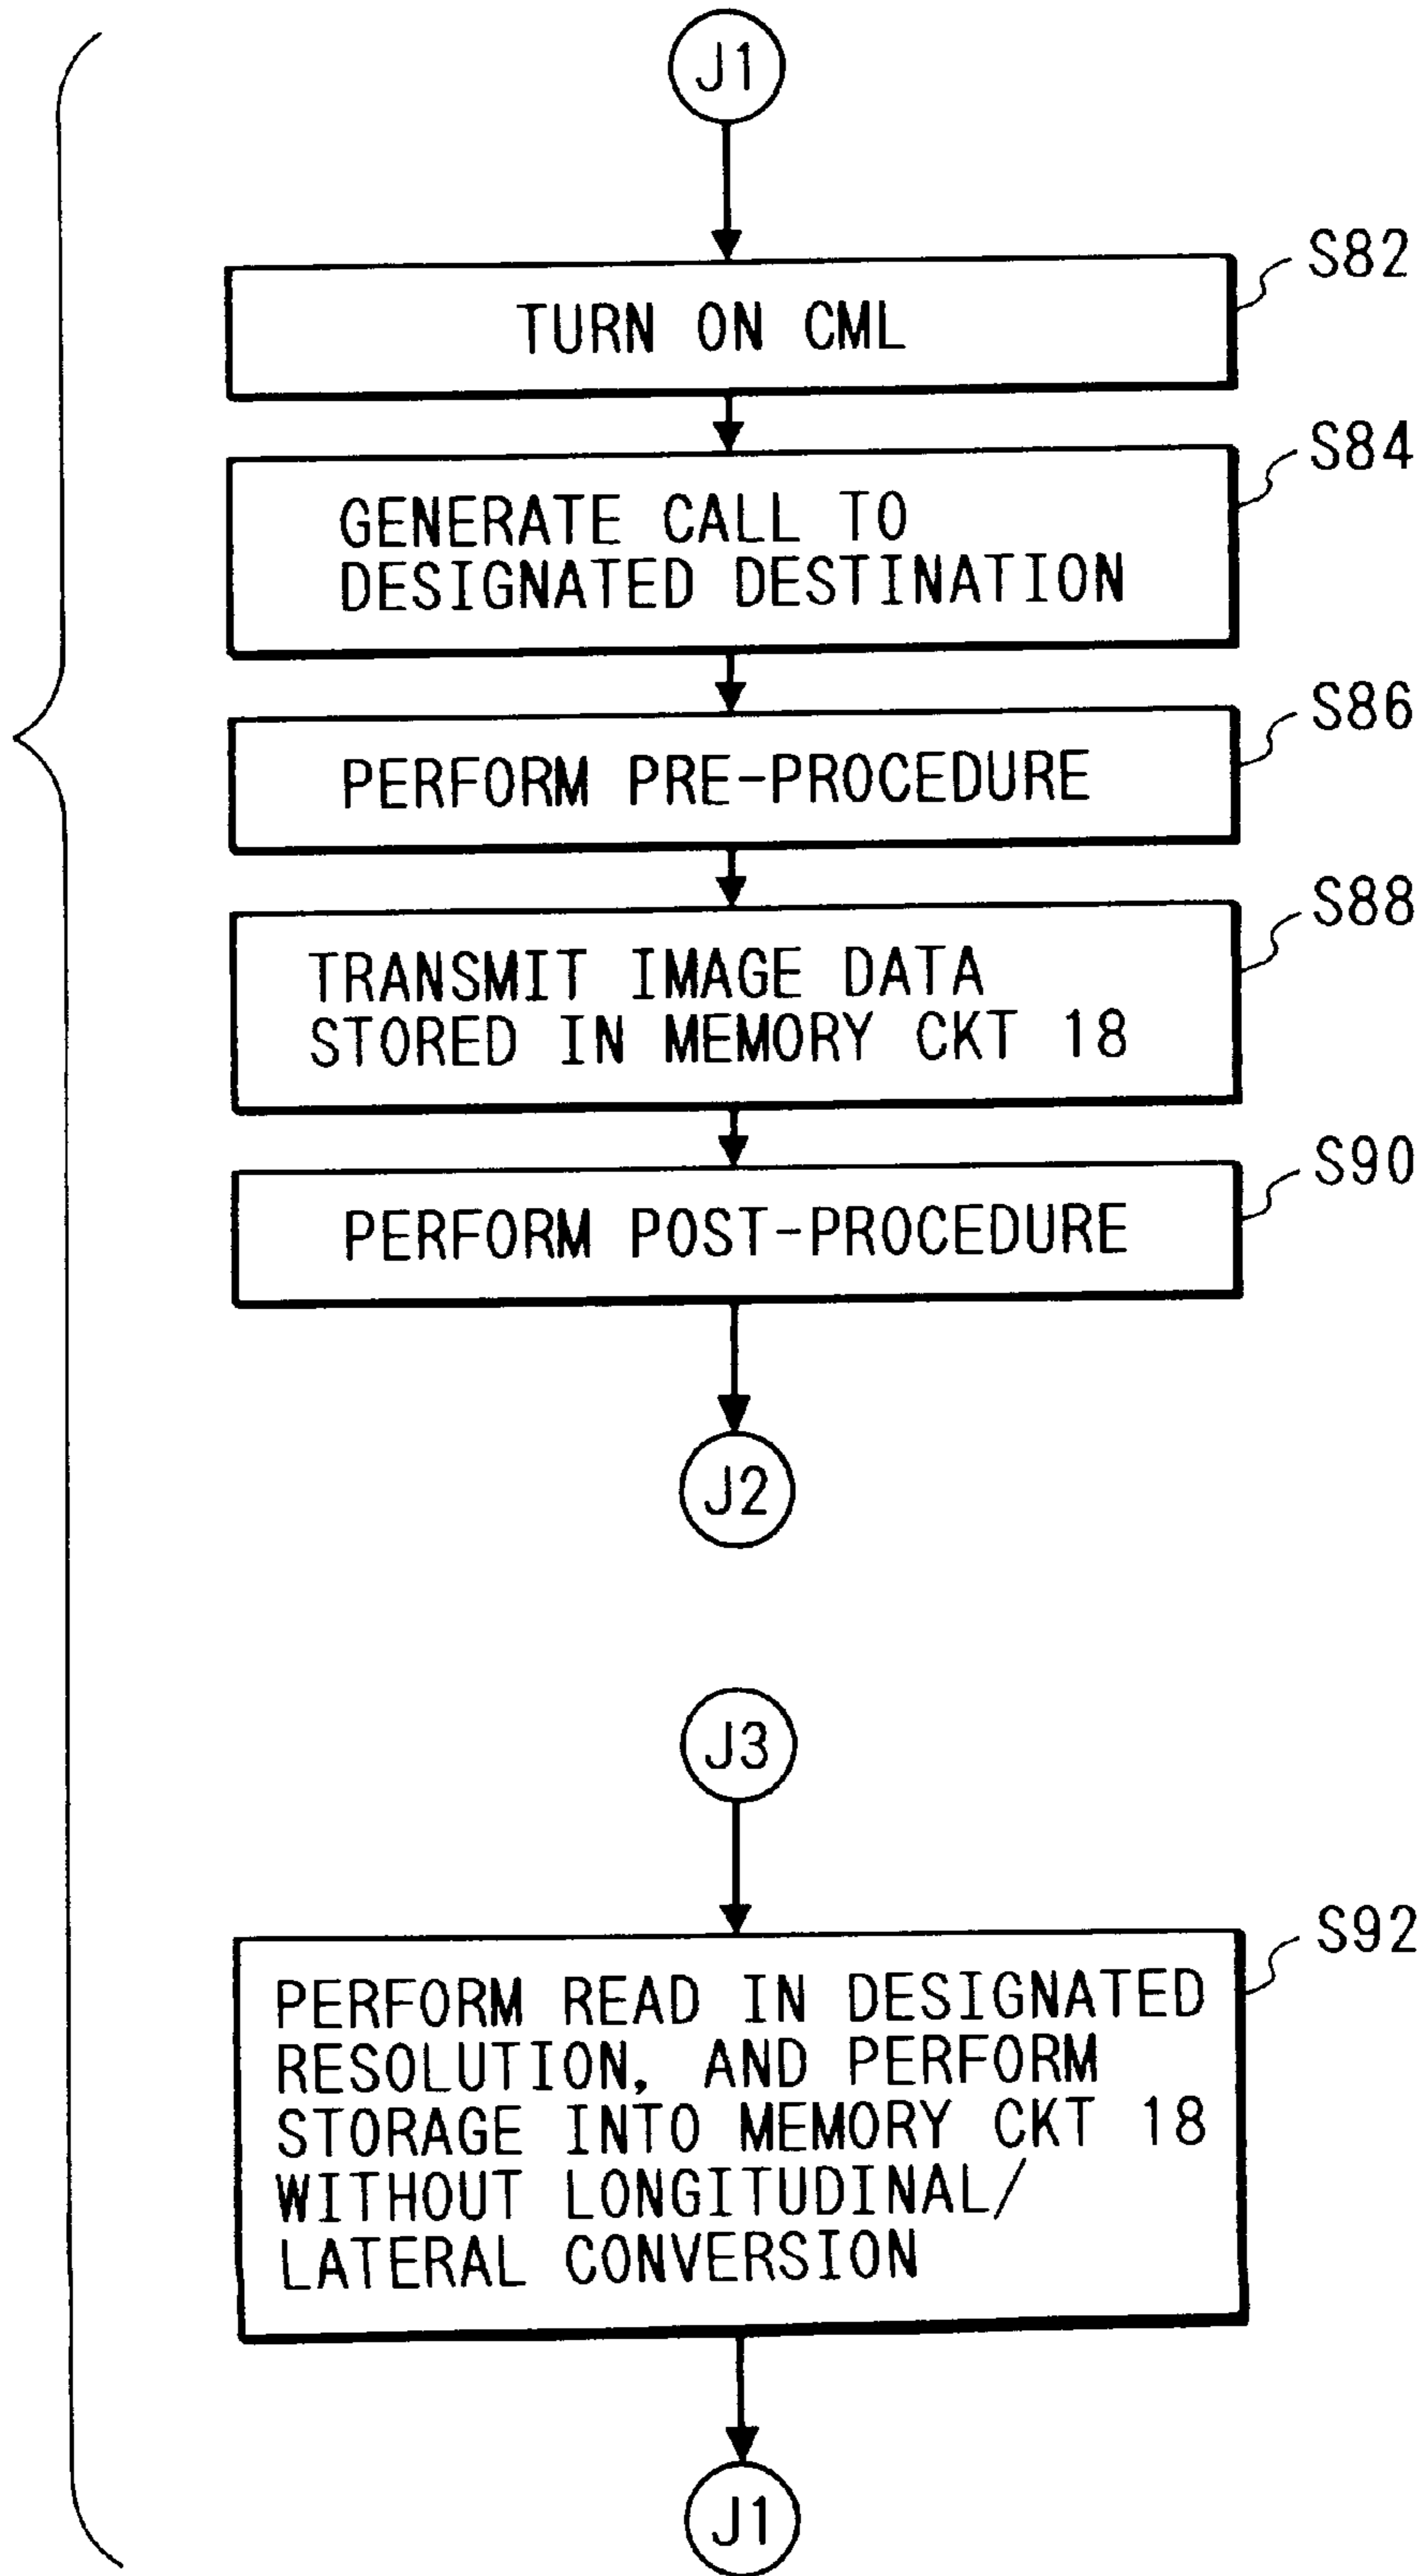 J1
S82
TURN ON CML
S84
GENERATE CALL TO
DESIGNATED DESTINATION
S86
PERFORM PRE-PROCEDURE
S88
TRANSMIT IMAGE DATA
STORED IN MEMORY CKT 18
S90
PERFORM POST-PROCEDURE
J2
J3
S92
PERFORM READ IN DESIGNATED
RESOLUTION, AND PERFORM
STORAGE INTO MEMORY CKT 18
WITHOUT LONGITUDINAL/
LATERAL CONVERSION
J1